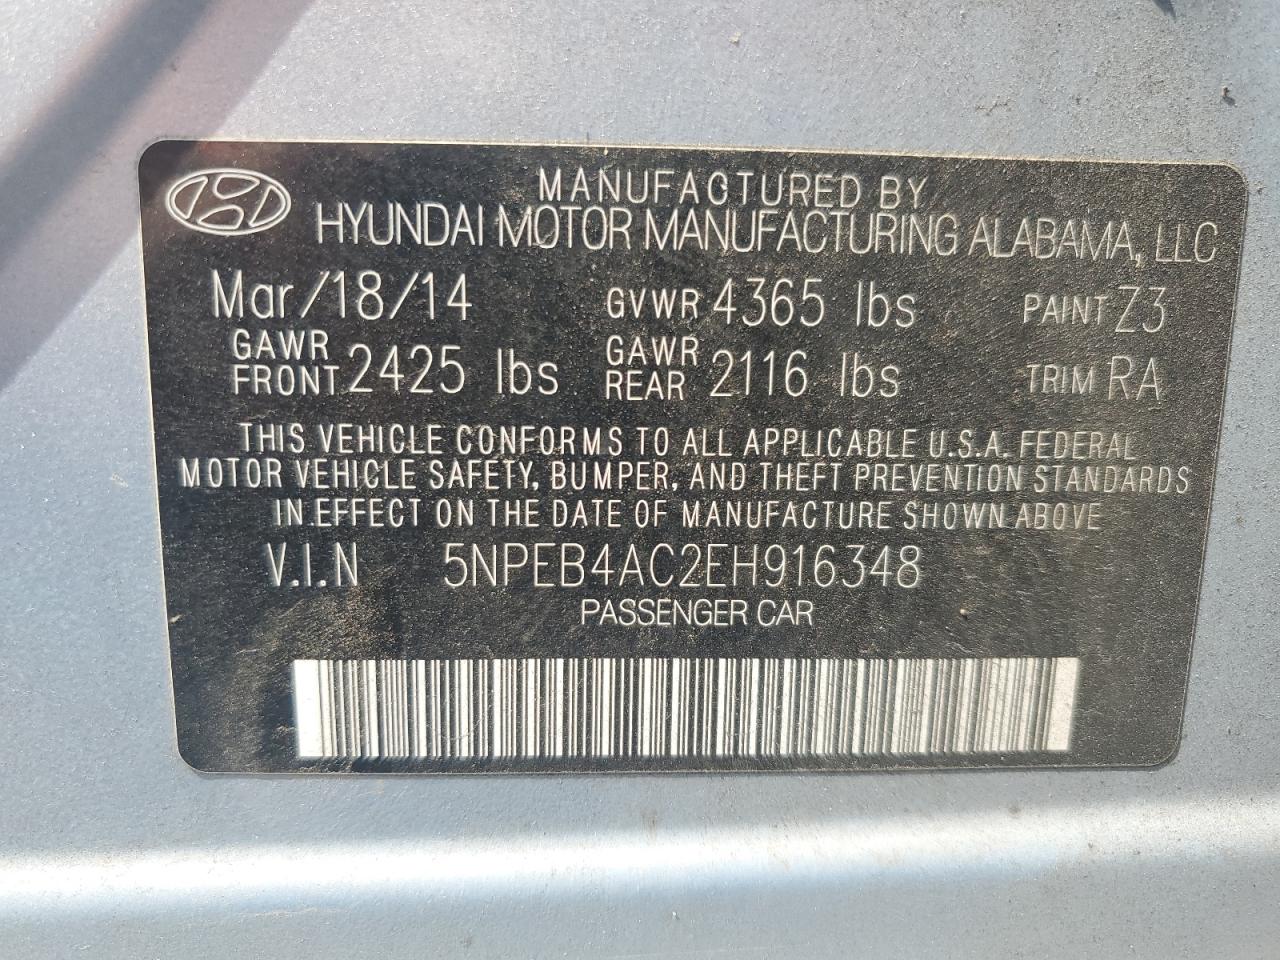 MANUFACTURED BY
HYUNDAI MOTOR MANUFACTURING ALABAMA, LLC
Mar/18/14 GVWR 4365 lbs PAINT Z3
GAWR FRONT 2425 lbs GAWR REAR 2116 lbs TRIM RA
THIS VEHICLE CONFORMS TO ALL APPLICABLE U.S.A. FEDERAL
MOTOR VEHICLE SAFETY, BUMPER, AND THEFT PREVENTION STANDARDS
IN EFFECT ON THE DATE OF MANUFACTURE SHOWN ABOVE
V.I.N 5NPEB4AC2EH916348
PASSENGER CAR